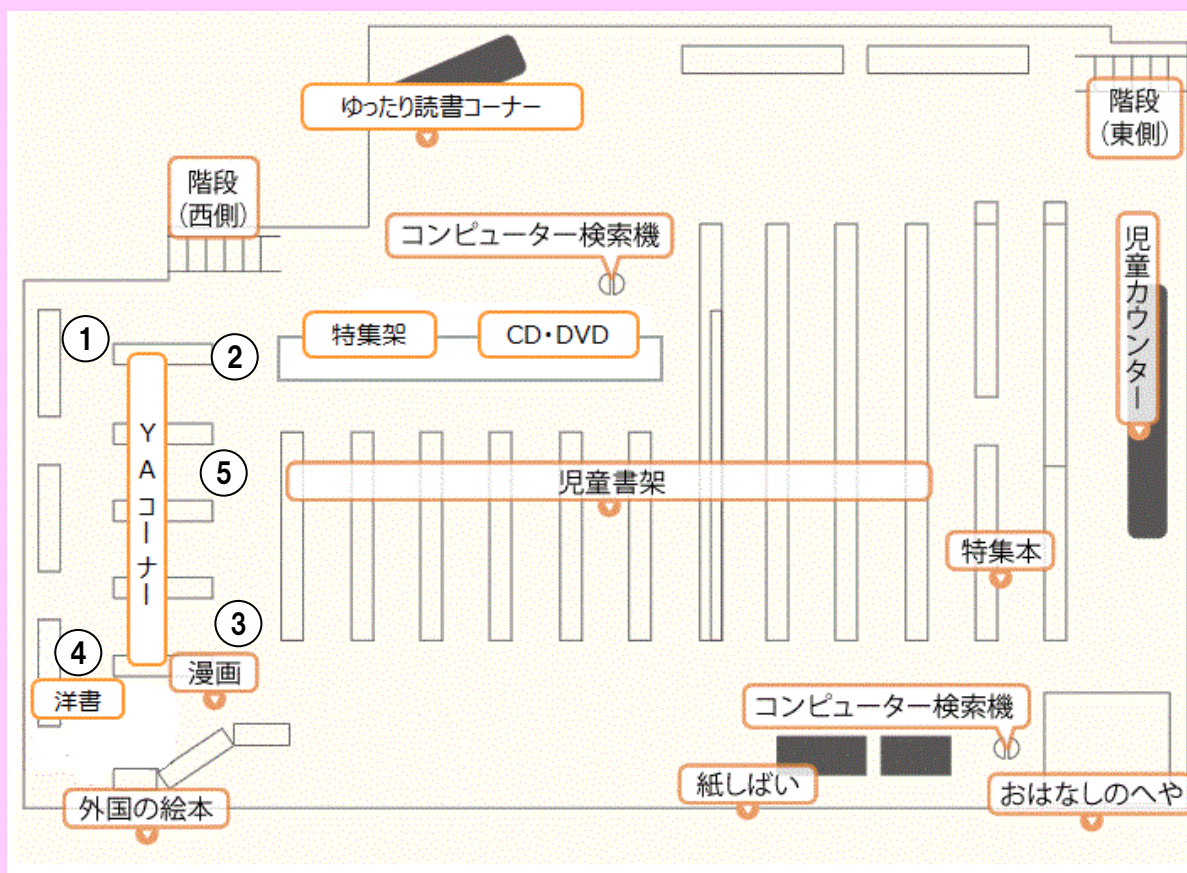 ゆったり読書コーナー
階段
（東側）
階段
（西側）
コンピューター検索機
児童カウンター
特集架
CD・DVD
①
②
YAコーナー
⑤
児童書架
特集本
③
④
漫画
洋書
コンピューター検索機
紙しばい
おはなしのへや
外国の絵本